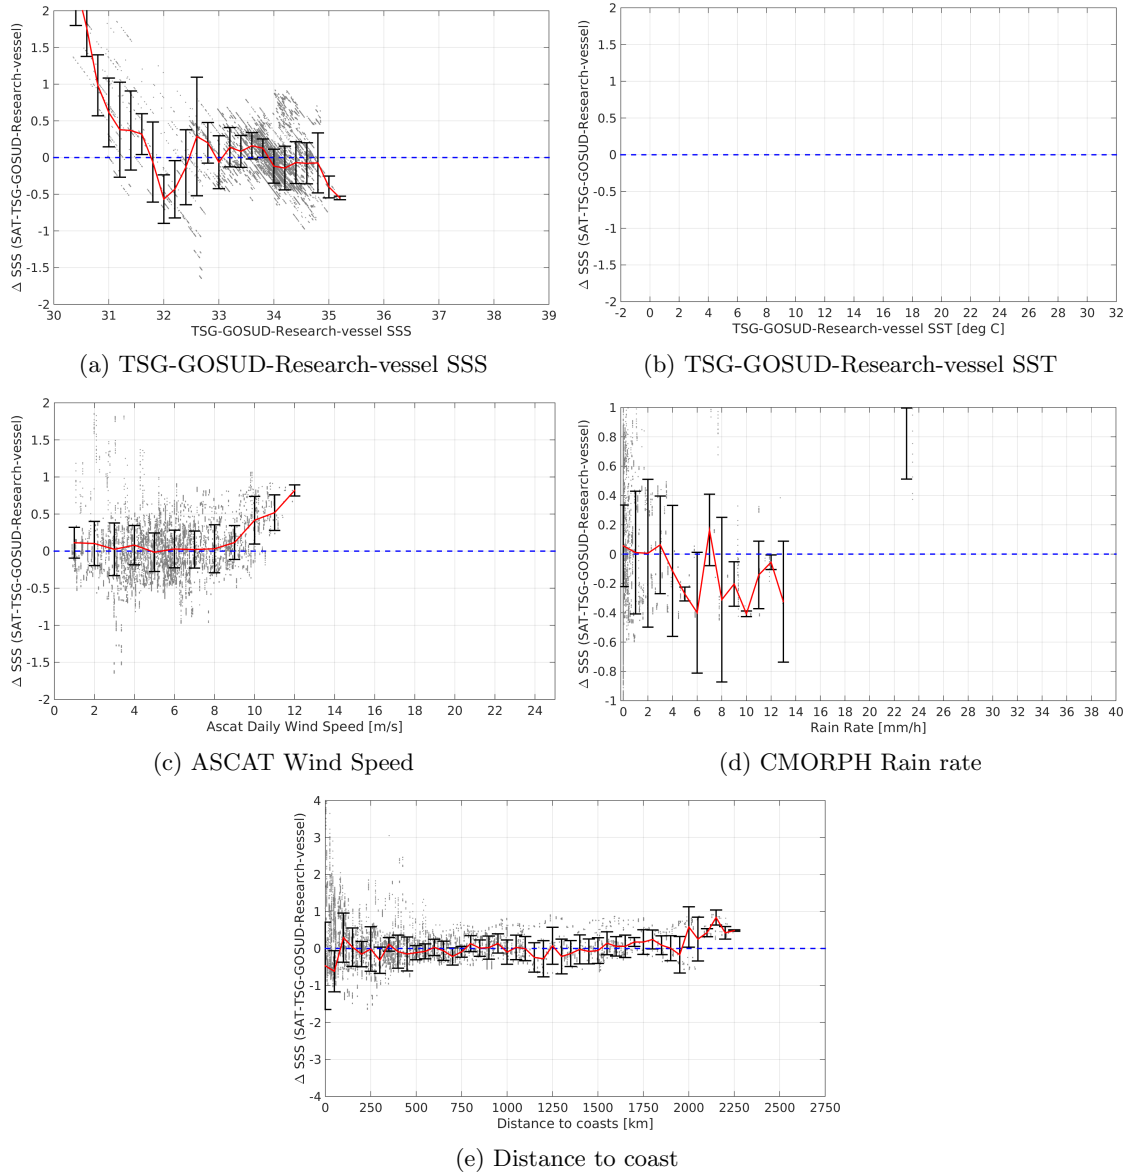 Δ SSS (SAT-TSG-GOSUD-Research-vessel)
2
1.5
1
0.5
0
-0.5
-1
-1.5
-2
30 31 32 33 34 35 36 37 38 39
TSG-GOSUD-Research-vessel SSS
(a) TSG-GOSUD-Research-vessel SSS
Δ SSS (SAT-TSG-GOSUD-Research-vessel)
2
1.5
1
0.5
0
-0.5
-1
-1.5
-2
-2 0 2 4 6 8 10 12 14 16 18 20 22 24 26 28 30 32
TSG-GOSUD-Research-vessel SST [deg C]
(b) TSG-GOSUD-Research-vessel SST
Δ SSS (SAT-TSG-GOSUD-Research-vessel)
2
1.5
1
0.5
0
-0.5
-1
-1.5
-2
0 2 4 6 8 10 12 14 16 18 20 22 24
Ascat Daily Wind Speed [m/s]
(c) ASCAT Wind Speed
Δ SSS (SAT-TSG-GOSUD-Research-vessel)
1
0.8
0.6
0.4
0.2
0
-0.2
-0.4
-0.6
-0.8
-1
0 2 4 6 8 10 12 14 16 18 20 22 24 26 28 30 32 34 36 38 40
Rain Rate [mm/h]
(d) CMORPH Rain rate
Δ SSS (SAT-TSG-GOSUD-Research-vessel)
4
3
2
1
0
-1
-2
-3
-4
0 250 500 750 1000 1250 1500 1750 2000 2250 2500 2750
Distance to coasts [km]
(e) Distance to coast